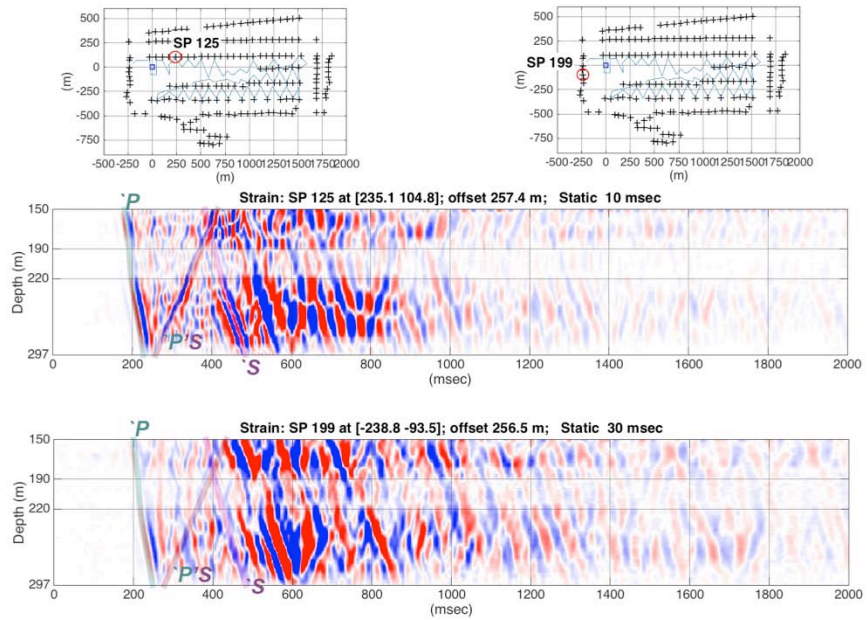 500
250
0
-250
-500
-750
(m)
SP 125
-500 -250 0 250 500 750 1000 1250 1500 1750 2000
(m)
500
250
0
-250
-500
-750
(m)
SP 199
-500 -250 0 250 500 750 1000 1250 1500 1750 2000
(m)
`P
Strain: SP 125 at [235.1 104.8]; offset 257.4 m; Static 10 msec
150
190
220
297
Depth (m)
`P'S
`S
0 200 400 600 800 1000 1200 1400 1600 1800 2000
(msec)
`P
Strain: SP 199 at [-238.8 -93.5]; offset 256.5 m; Static 30 msec
150
190
220
297
Depth (m)
`P'S
`S
0 200 400 600 800 1000 1200 1400 1600 1800 2000
(msec)